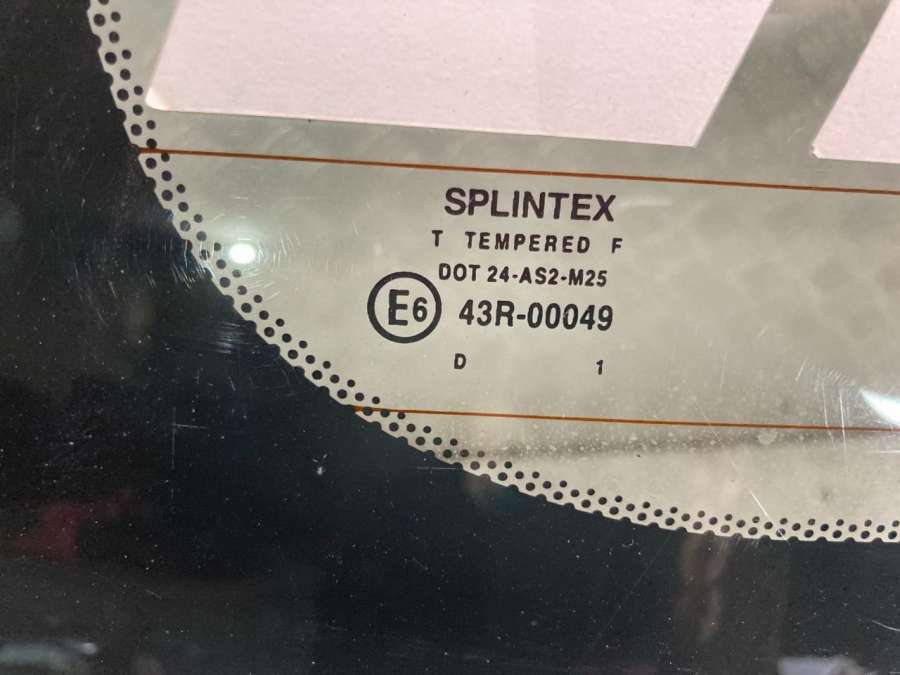 SPLINTEX
T TEMPERED F
DOT 24-AS2-M25
E6 43R-00049
D 1